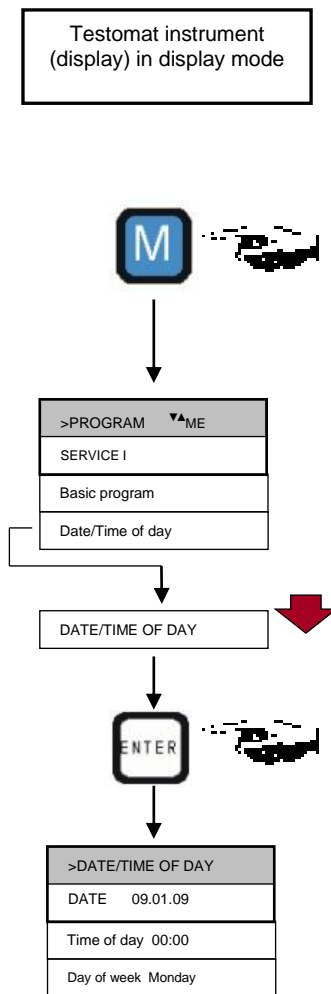 Testomat instrument
(display) in display mode
M
>PROGRAM ▼▲ME
SERVICE I
Basic program
Date/Time of day
DATE/TIME OF DAY
ENTER
>DATE/TIME OF DAY
DATE 09.01.09
Time of day 00:00
Day of week Monday